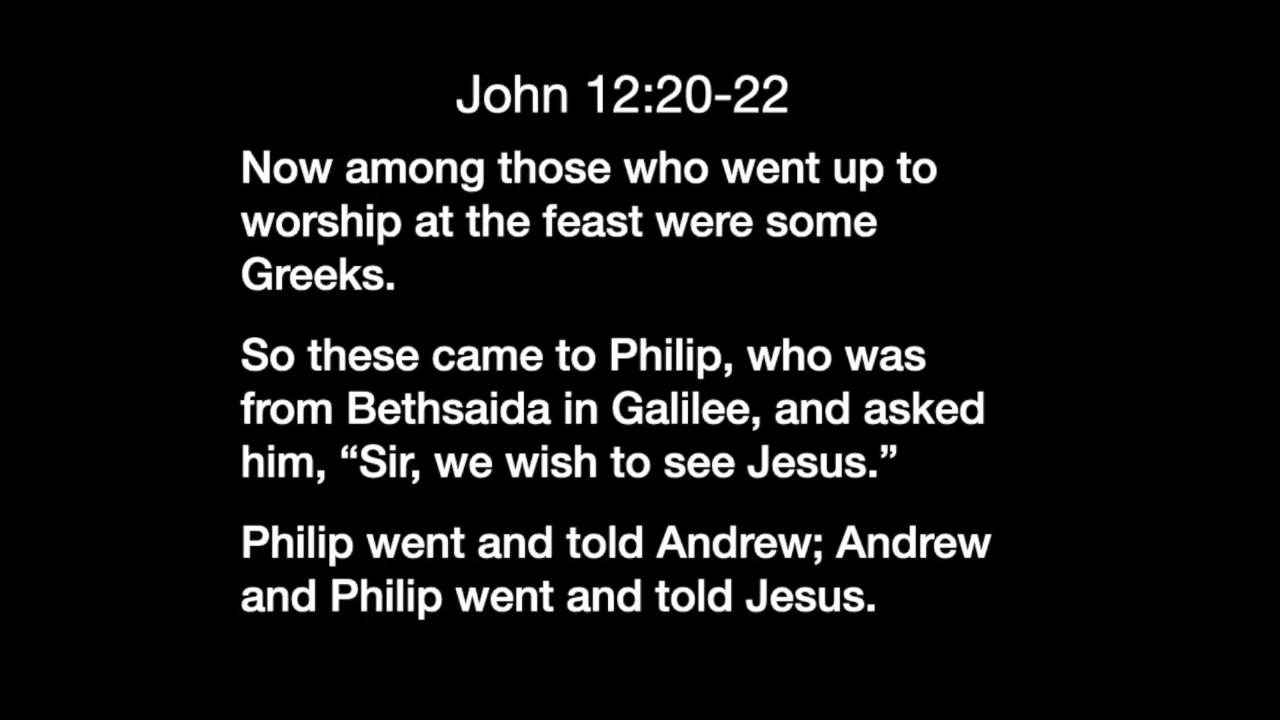 John 12:20-22
Now among those who went up to
worship at the feast were some
Greeks.
So these came to Philip, who was
from Bethsaida in Galilee, and asked
him, “Sir, we wish to see Jesus.”
Philip went and told Andrew; Andrew
and Philip went and told Jesus.